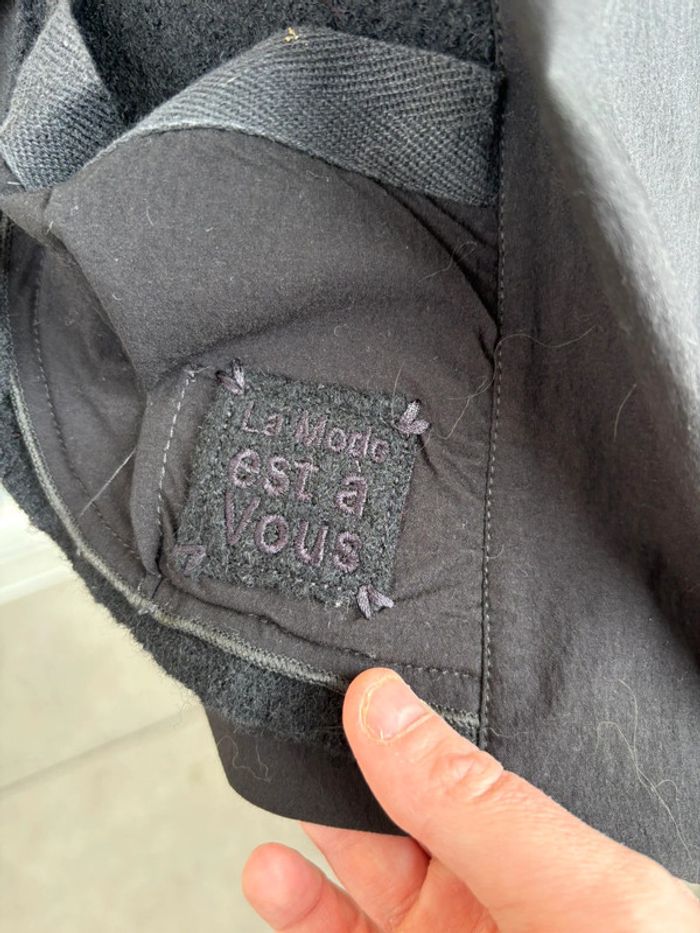 La Mode
est à
Vous